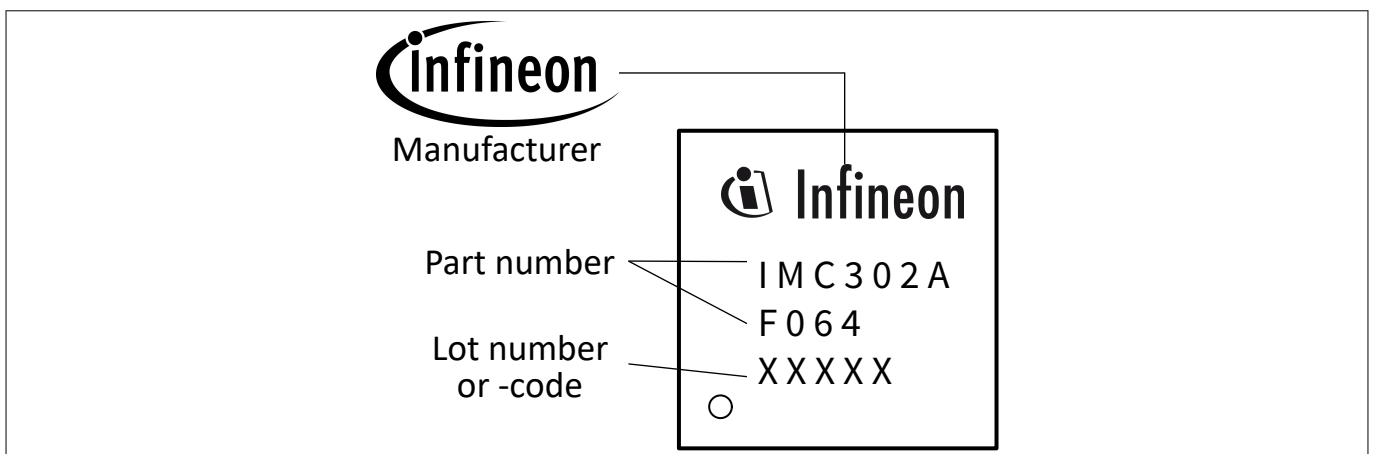 infineon
Manufacturer
Infineon
Part number
IMC302A
F064
Lot number
or -code
XXXXX